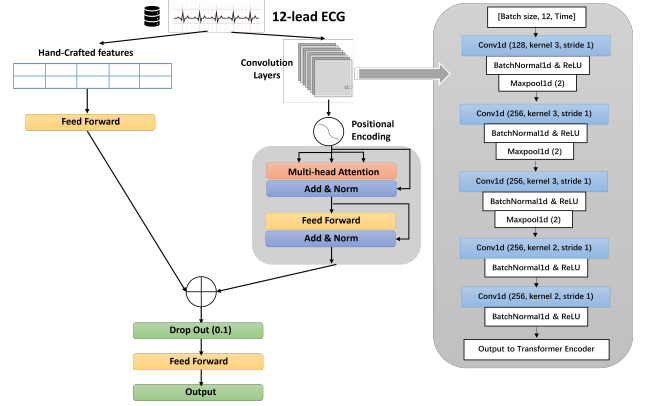 12-lead ECG
Hand-Crafted features
Feed Forward
Convolution
Layers
Positional
Encoding
Multi-head Attention
Add & Norm
Feed Forward
Add & Norm
Drop Out (0.1)
Feed Forward
Output
[Batch size, 12, Time]
Conv1d (128, kernel 3, stride 1)
BatchNormal1d & ReLU
Maxpool1d (2)
Conv1d (256, kernel 3, stride 1)
BatchNormal1d & ReLU
Maxpool1d (2)
Conv1d (256, kernel 3, stride 1)
BatchNormal1d & ReLU
Maxpool1d (2)
Conv1d (256, kernel 2, stride 1)
BatchNormal1d & ReLU
Conv1d (256, kernel 2, stride 1)
BatchNormal1d & ReLU
Output to Transformer Encoder